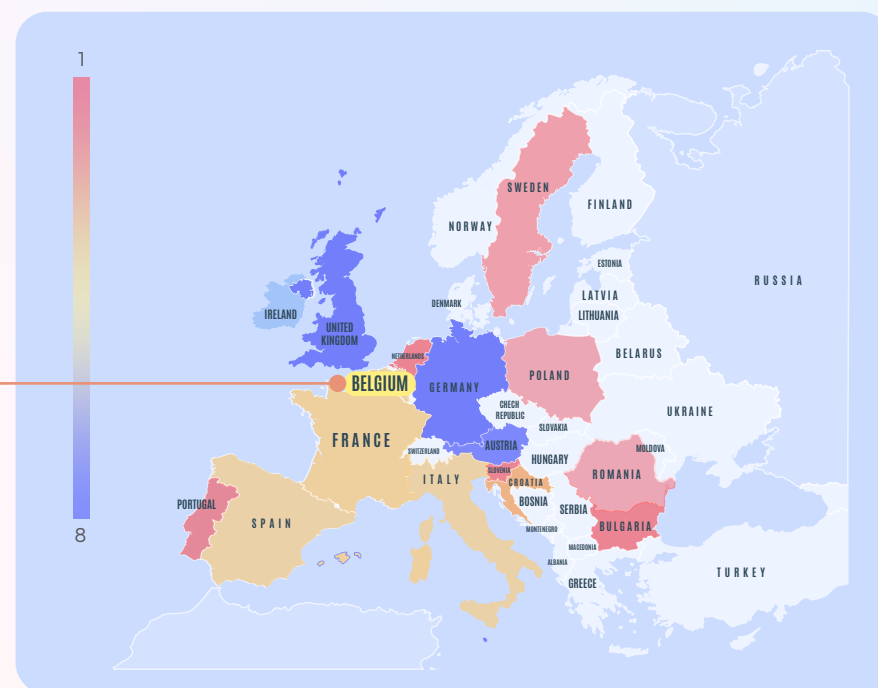 1
SWEDEN
FINLAND
NORWAY
ESTONIA
RUSSIA
LATVIA
DENMARK
LITHUANIA
IRELAND
UNITED
KINGDOM
BELARUS
NETHERLANDS
BELGIUM
GERMANY
POLAND
CZECH
REPUBLIC
UKRAINE
SLOVAKIA
FRANCE
AUSTRIA
SWITZERLAND
MOLDOVA
HUNGARY
SLOVENIA
ROMANIA
ITALY
CROATIA
PORTUGAL
BOSNIA
SERBIA
SPAIN
BULGARIA
MONTENEGRO
8
MACEDONIA
ALBANIA
TURKEY
GREECE